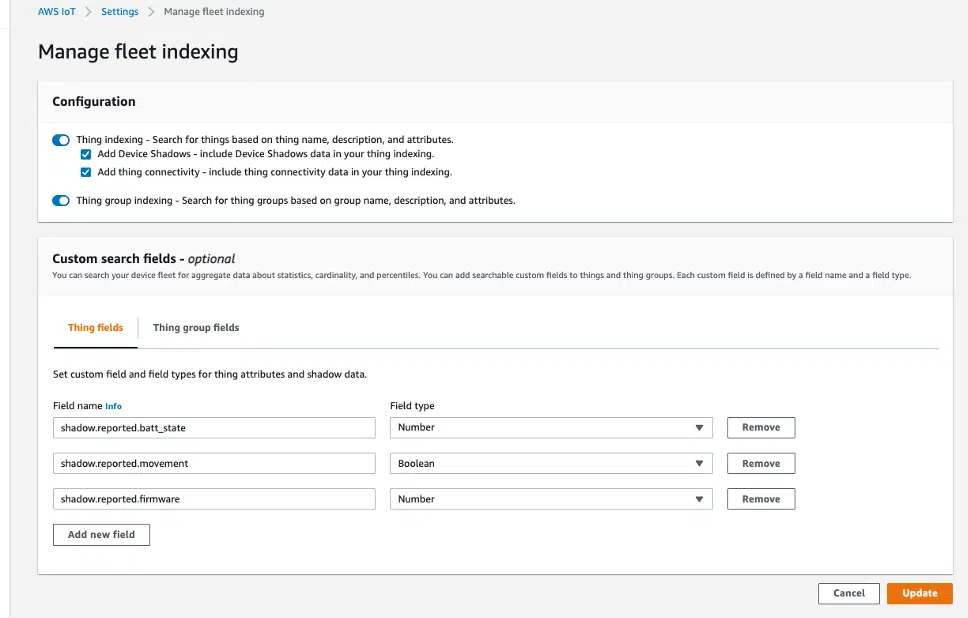 AWS IoT > Settings > Manage fleet indexing
Manage fleet indexing
Configuration
Thing indexing - Search for things based on thing name, description, and attributes.
Add Device Shadows - include Device Shadows data in your thing indexing.
Add thing connectivity - include thing connectivity data in your thing indexing.
Thing group indexing - Search for thing groups based on group name, description, and attributes.
Custom search fields - optional
You can search your device fleet for aggregate data about statistics, cardinality, and percentiles. You can add searchable custom fields to things and thing groups. Each custom field is defined by a field name and a field type.
Thing fields Thing group fields
Set custom field and field types for thing attributes and shadow data.
Field name Info Field type
shadow.reported.batt_state Number Remove
shadow.reported.movement Boolean Remove
shadow.reported.firmware Number Remove
Add new field
Cancel Update